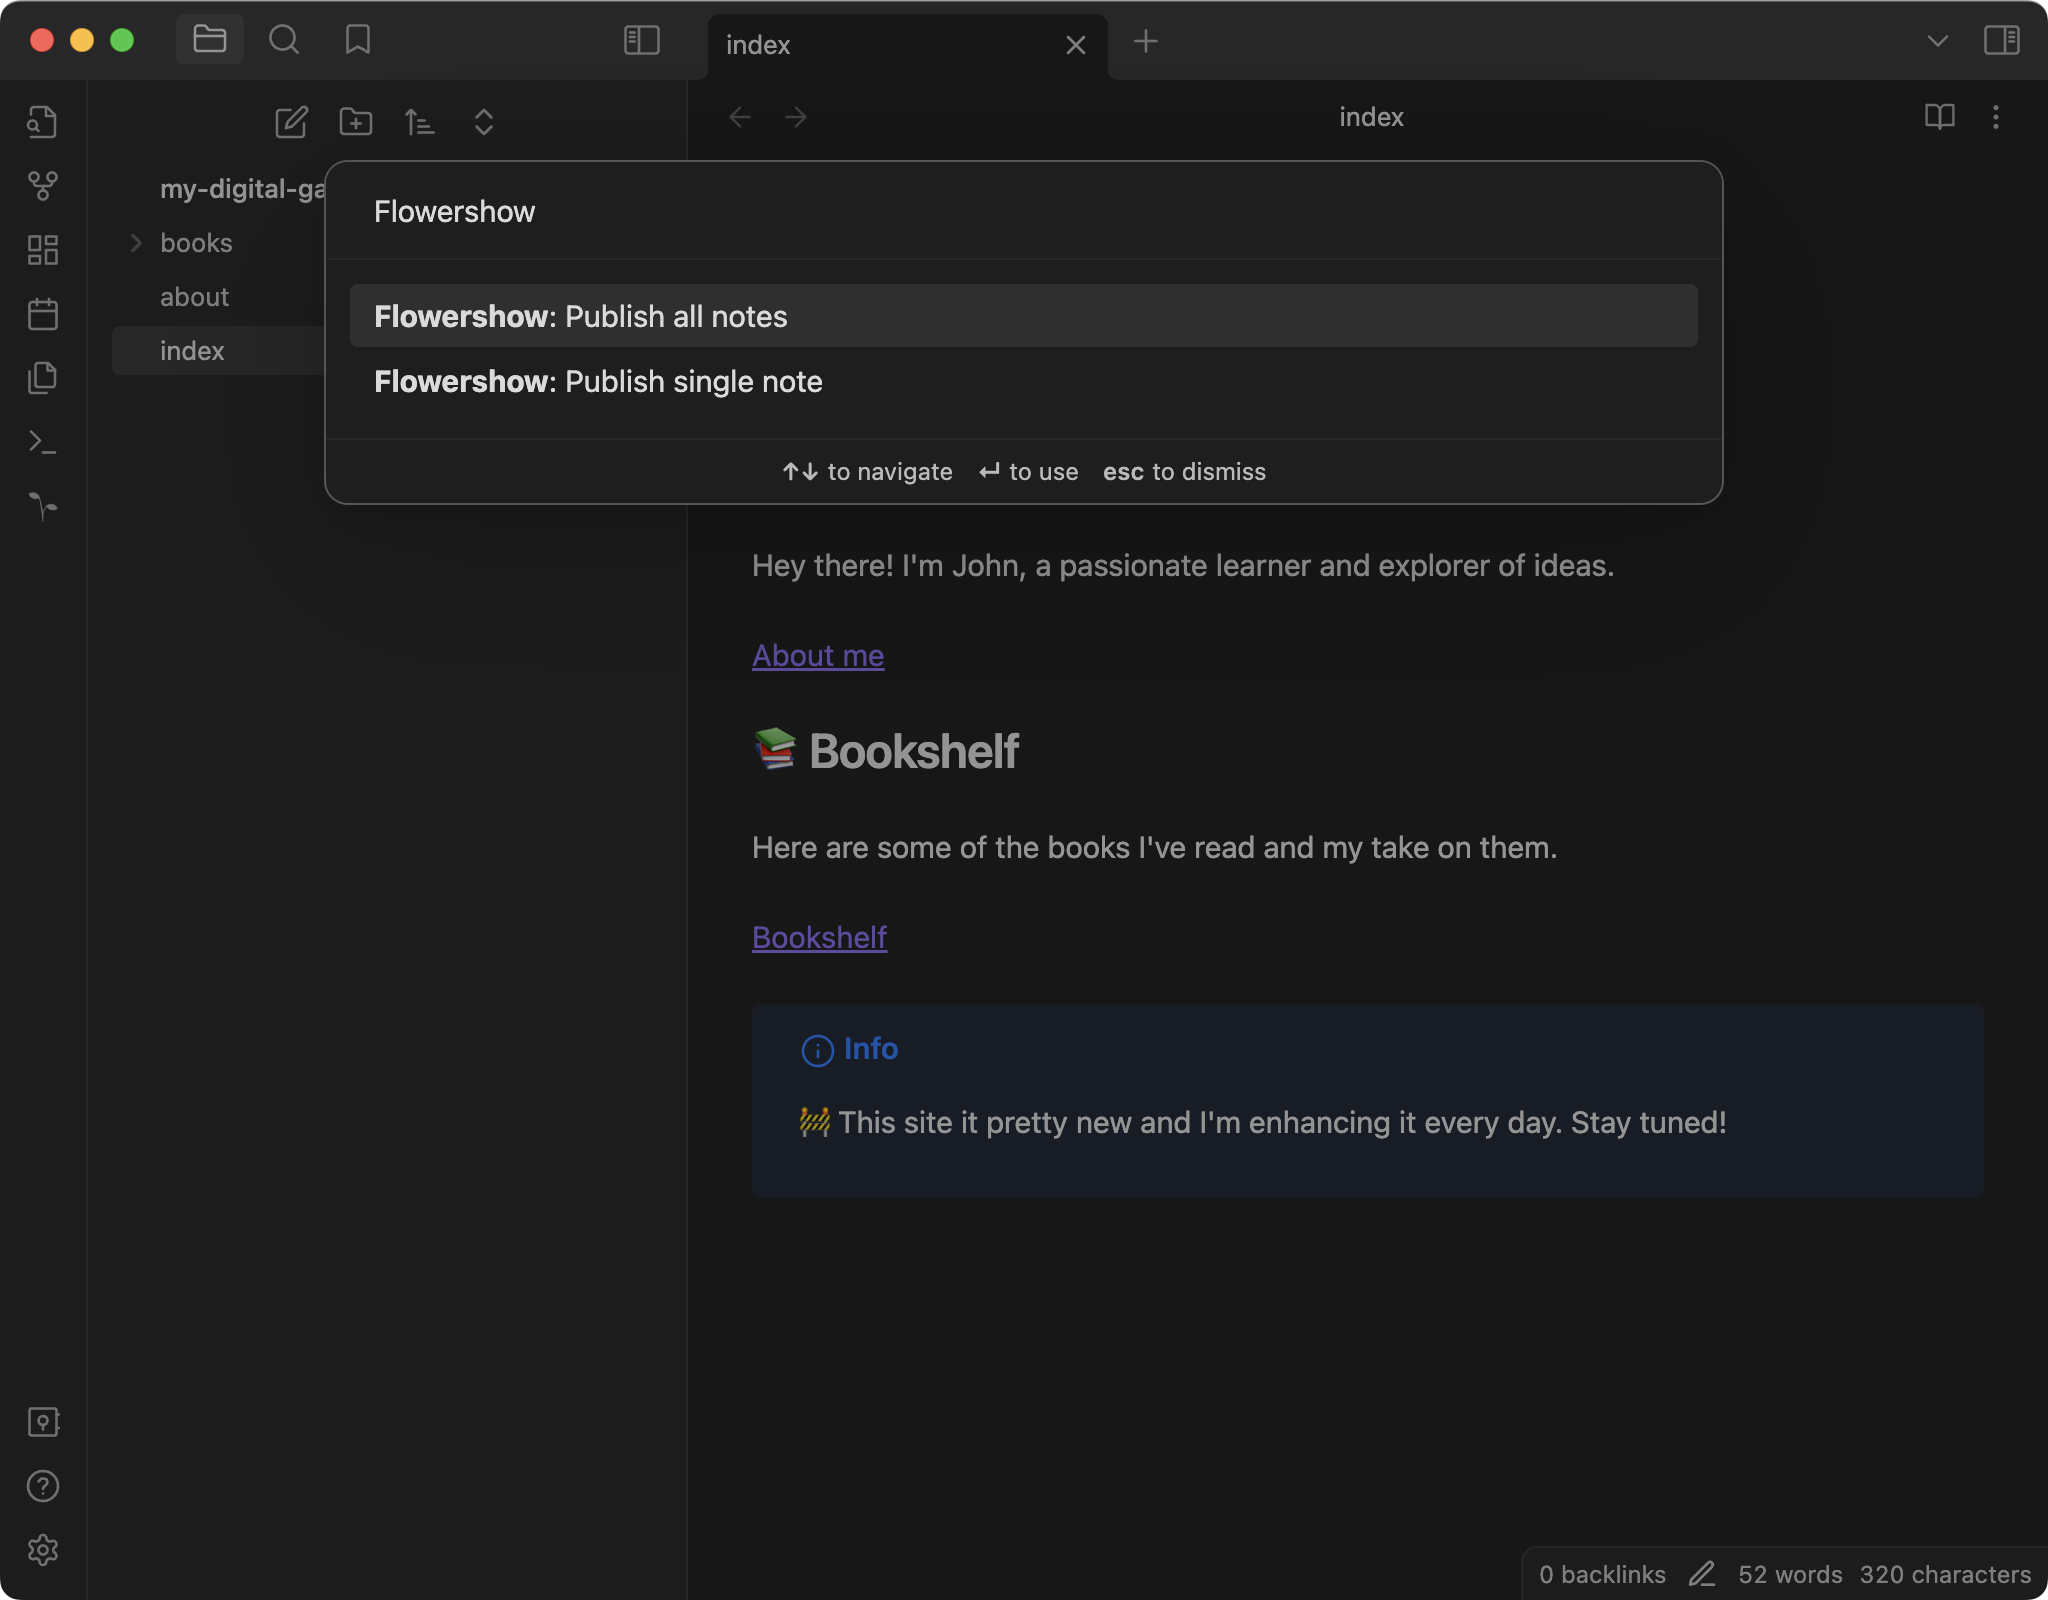 index
index
my-digital-ga
books
about
index
Flowershow
Flowershow: Publish all notes
Flowershow: Publish single note
↑↓ to navigate ↵ to use esc to dismiss
Hey there! I'm John, a passionate learner and explorer of ideas.
About me
📚 Bookshelf
Here are some of the books I've read and my take on them.
Bookshelf
Info
🚧 This site it pretty new and I'm enhancing it every day. Stay tuned!
0 backlinks 52 words 320 characters